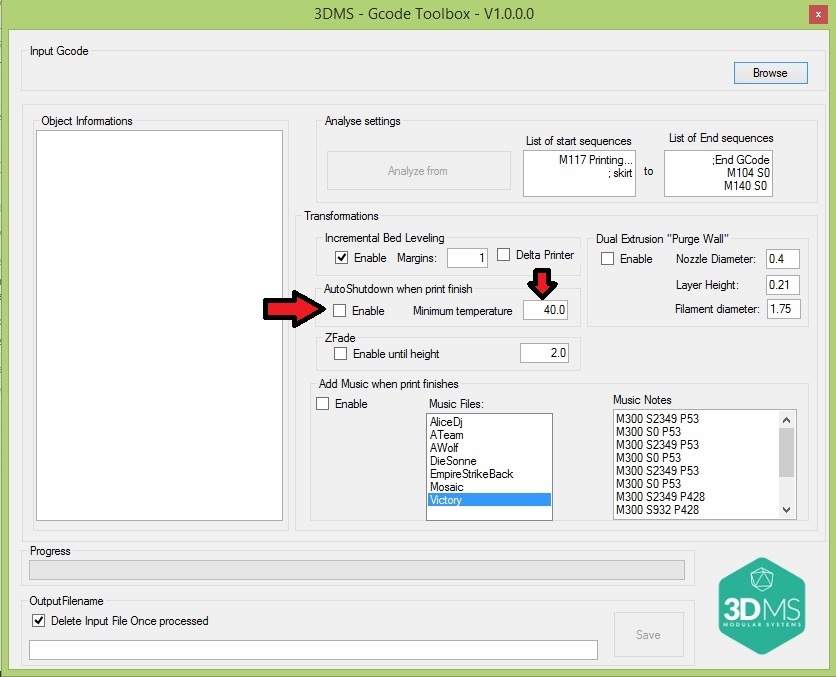 3DMS - Gcode Toolbox - V1.0.0.0
x
Input Gcode
Browse
Object Informations
Analyse settings
Analyze from
List of start sequences
M117 Printing...
; skirt
to
List of End sequences
;End GCode
M104 S0
M140 S0
Transformations
Incremental Bed Leveling
Enable Margins: 1 Delta Printer
AutoShutdown when print finish
Enable Minimum temperature 40.0
ZFade
Enable until height 2.0
Dual Extrusion "Purge Wall"
Enable Nozzle Diameter: 0.4
Layer Height: 0.21
Filament diameter: 1.75
Add Music when print finishes
Enable
Music Files:
AliceDj
ATeam
AWolf
DieSonne
EmpireStrikeBack
Mosaic
Victory
Music Notes
M300 S2349 P53
M300 S0 P53
M300 S2349 P53
M300 S0 P53
M300 S2349 P53
M300 S0 P53
M300 S2349 P428
M300 S932 P428
Progress
OutputFilename
Delete Input File Once processed
Save
3DMS
MODULAR SYSTEMS